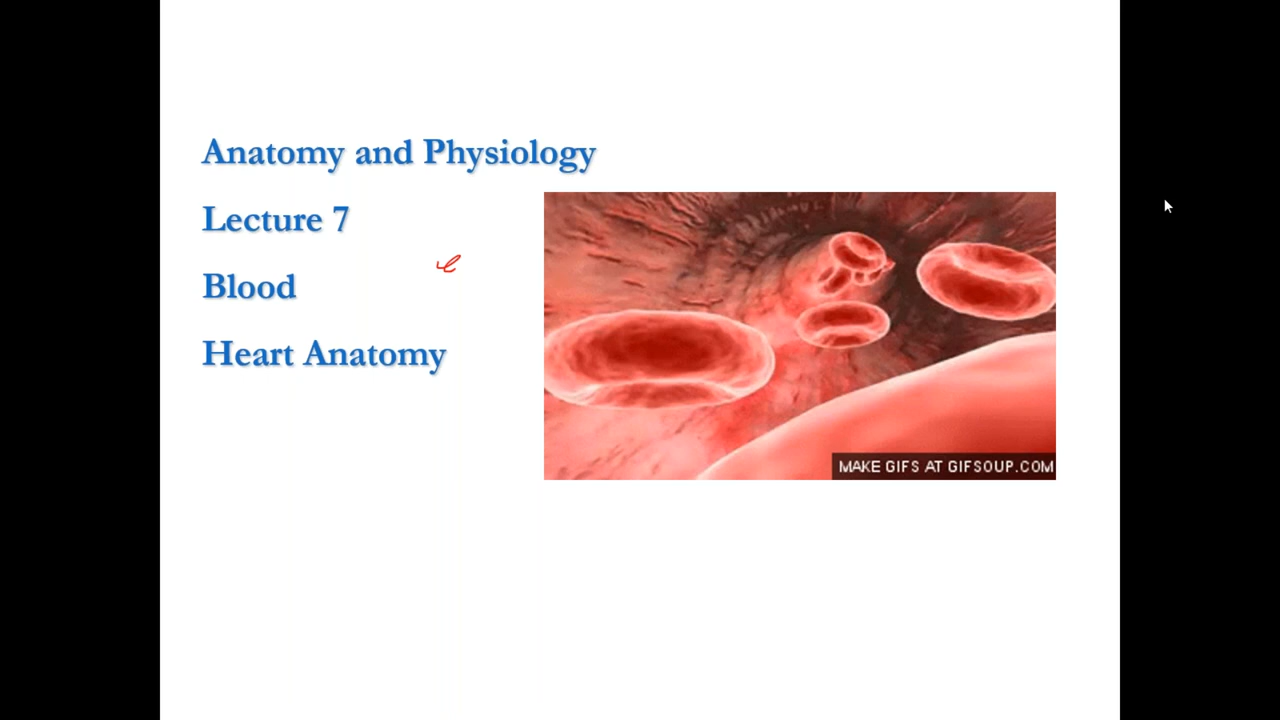 Anatomy and Physiology
Lecture 7
Blood
Heart Anatomy
MAKE GIFS AT GIFSOUP.COM